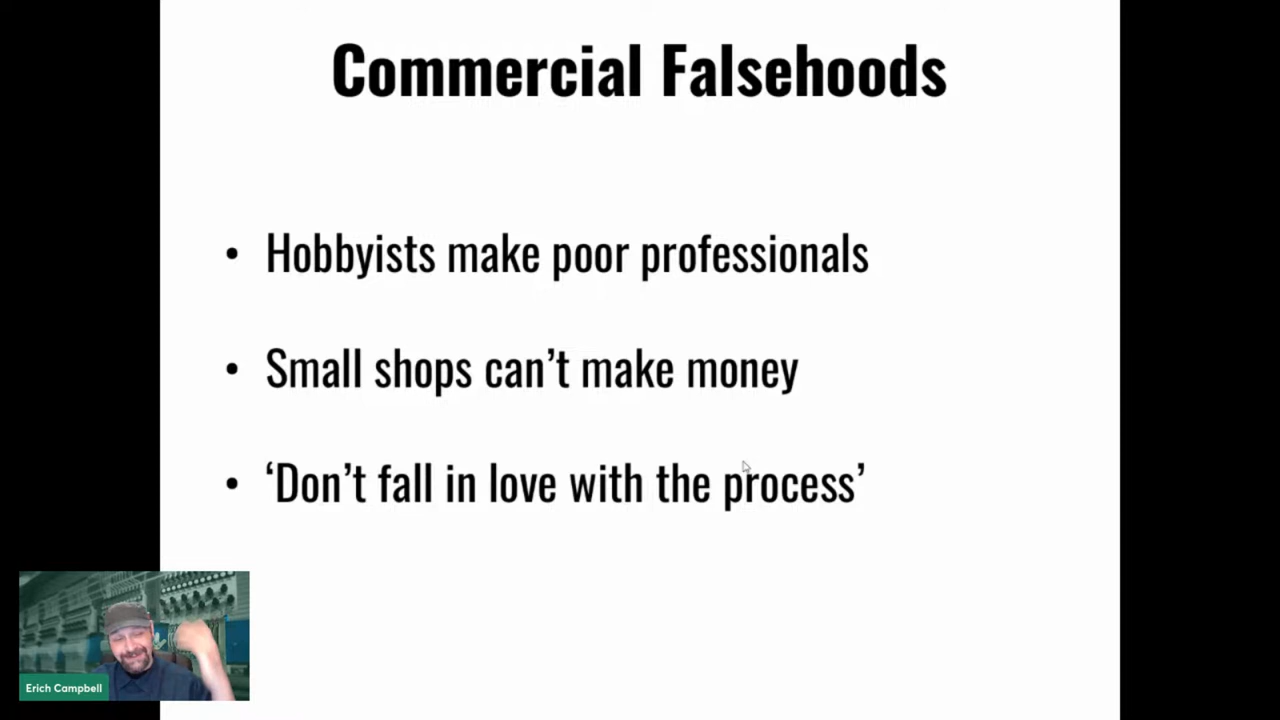 Commercial Falsehoods
• Hobbyists make poor professionals
• Small shops can’t make money
• ‘Don’t fall in love with the process’
Erich Campbell